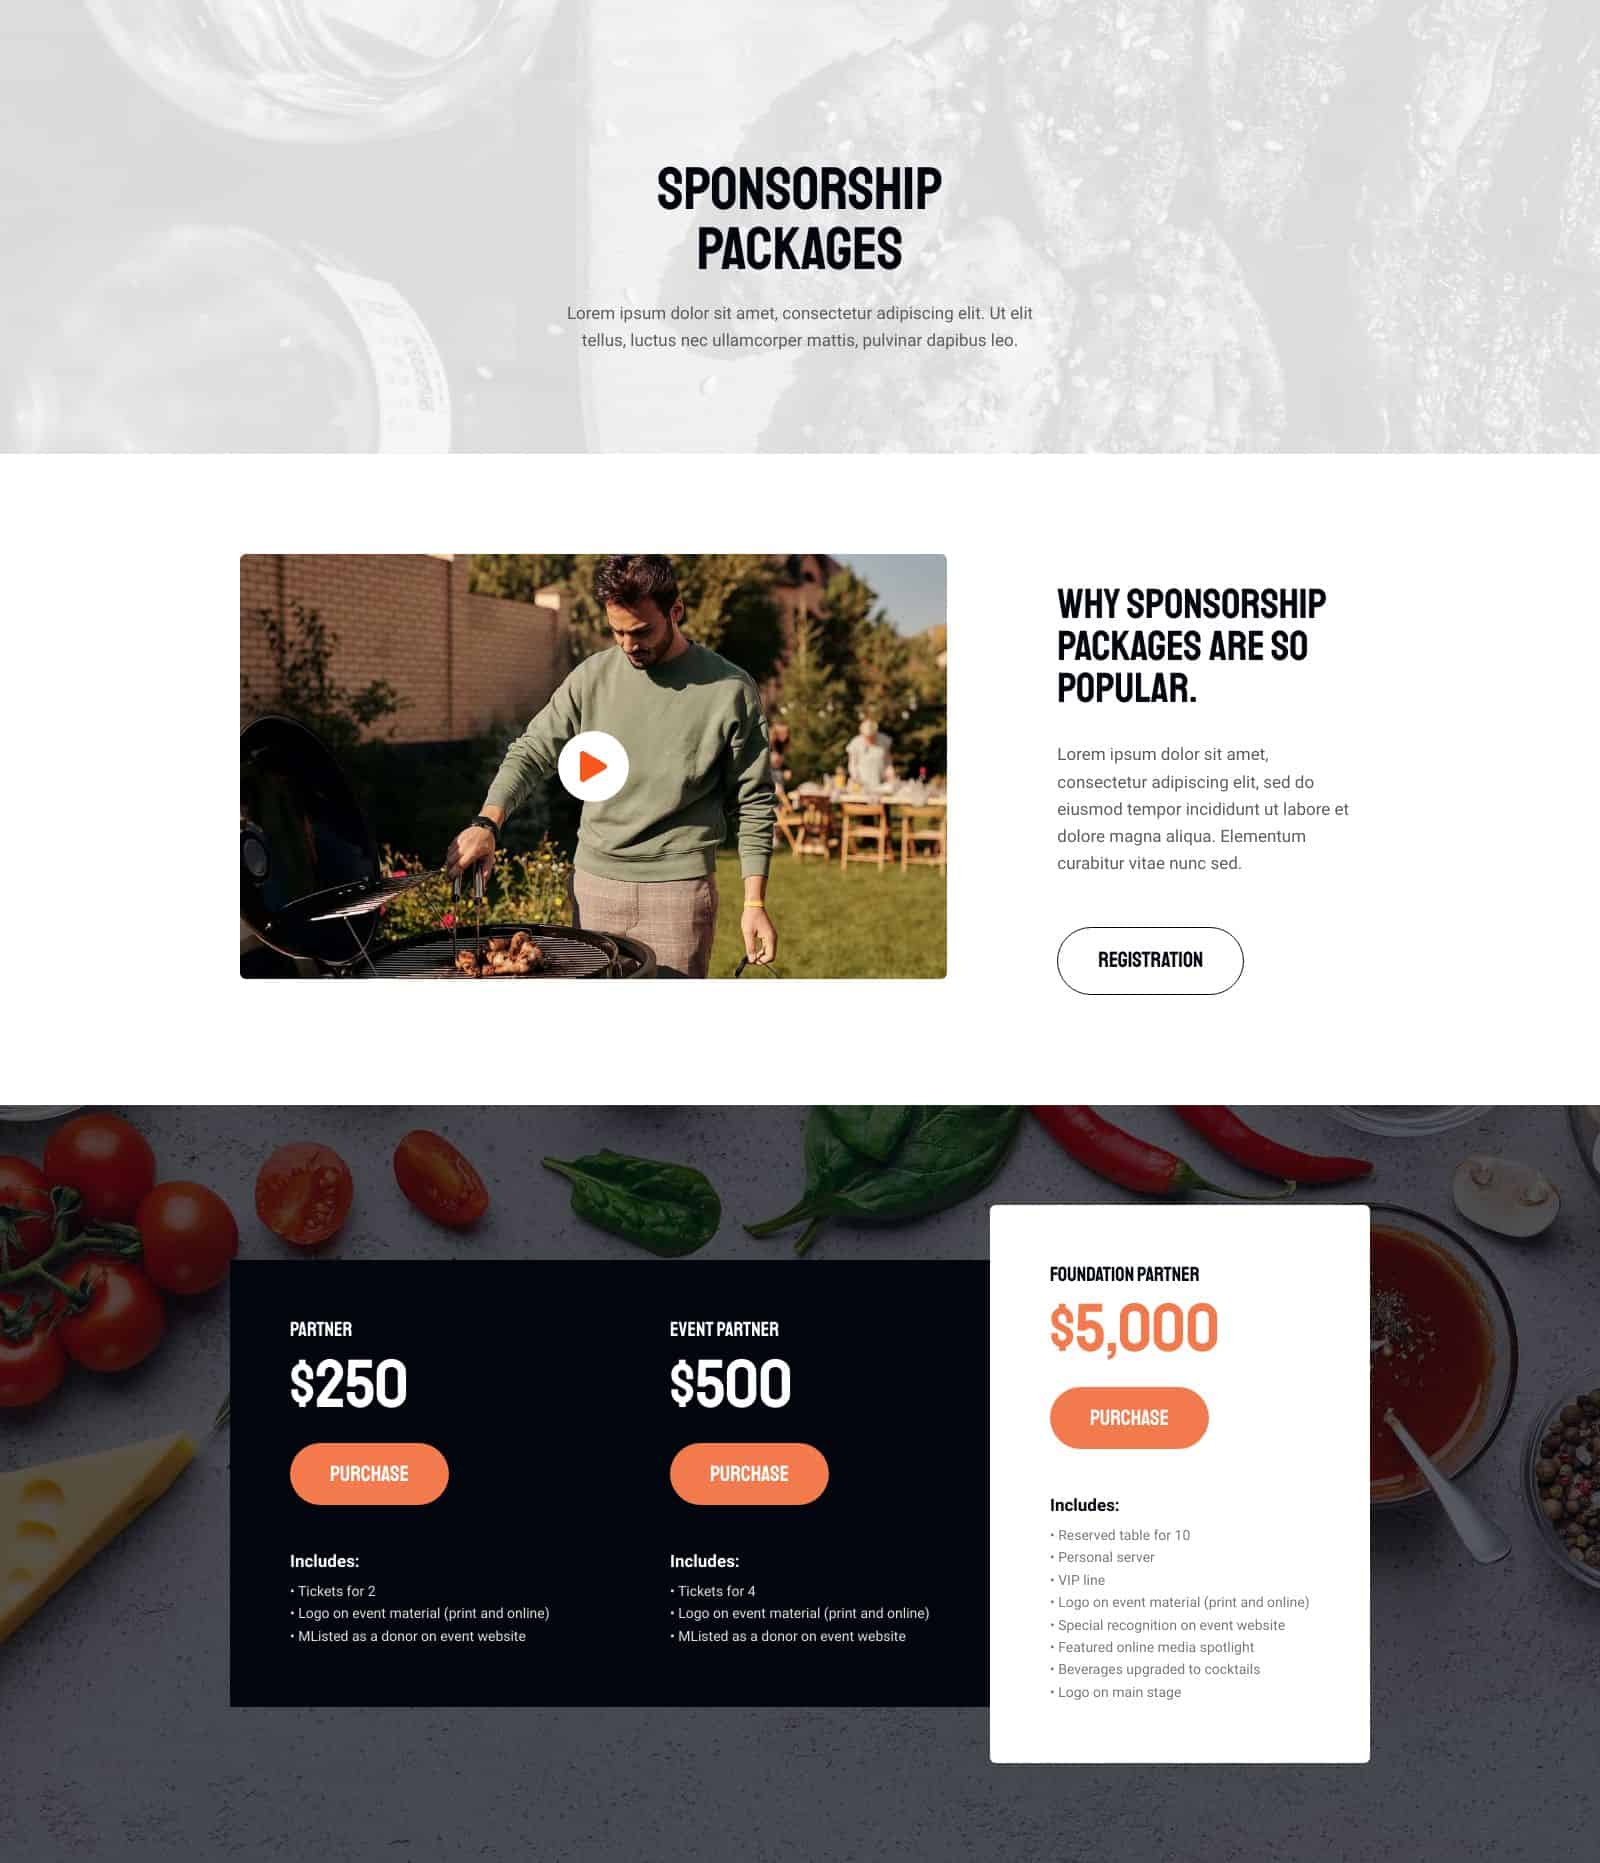 SPONSORSHIP
PACKAGES
Lorem ipsum dolor sit amet, consectetur adipiscing elit. Ut elit
tellus, luctus nec ullamcorper mattis, pulvinar dapibus leo.
WHY SPONSORSHIP
PACKAGES ARE SO
POPULAR.
Lorem ipsum dolor sit amet,
consectetur adipiscing elit, sed do
eiusmod tempor incididunt ut labore et
dolore magna aliqua. Elementum
curabitur vitae nunc sed.
REGISTRATION
PARTNER
$250
PURCHASE
Includes:
• Tickets for 2
• Logo on event material (print and online)
• MListed as a donor on event website
EVENT PARTNER
$500
PURCHASE
Includes:
• Tickets for 4
• Logo on event material (print and online)
• MListed as a donor on event website
FOUNDATION PARTNER
$5,000
PURCHASE
Includes:
• Reserved table for 10
• Personal server
• VIP line
• Logo on event material (print and online)
• Special recognition on event website
• Featured online media spotlight
• Beverages upgraded to cocktails
• Logo on main stage